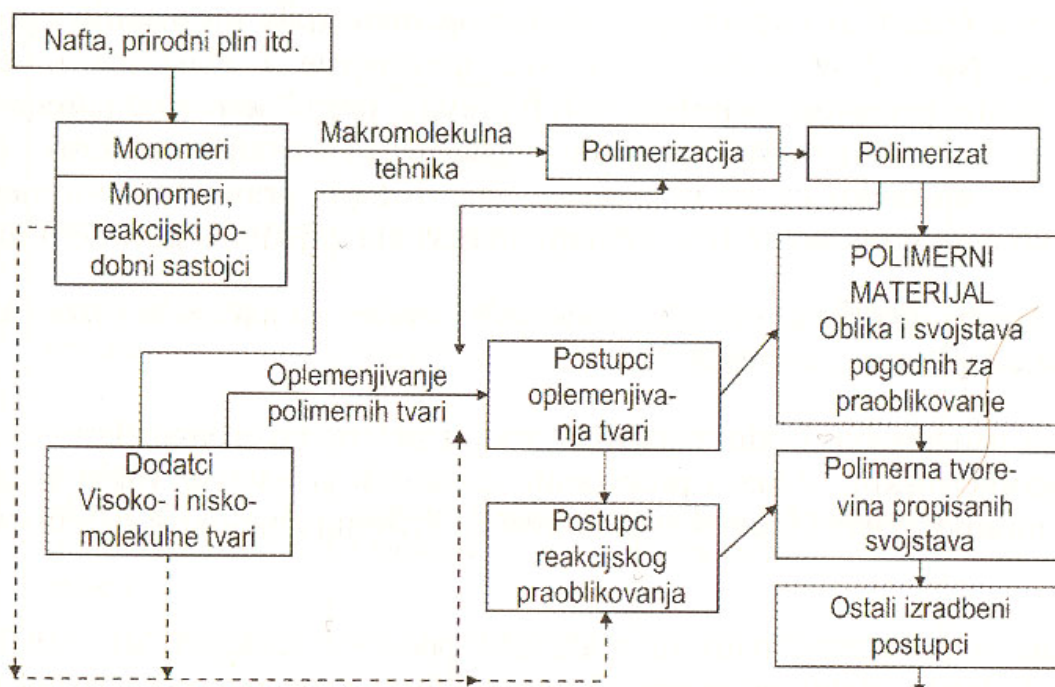 Nafta, prirodni plin itd.
Monomeri
Monomeri,
reakcijski po-
dobni sastojci
Makromolekulna
tehnika
Polimerizacija
Polimerizat
POLIMERNI
MATERIJAL
Oblika i svojstava
pogodnih za
praoblikovanje
Oplemenjivanje
polimernih tvari
Postupci
oplemenjiva-
nja tvari
Dodatci
Visoko- i nisko-
molekulne tvari
Postupci
reakcijskog
praoblikovanja
Polimerna tvore-
vina propisanih
svojstava
Ostali izradbeni
postupci